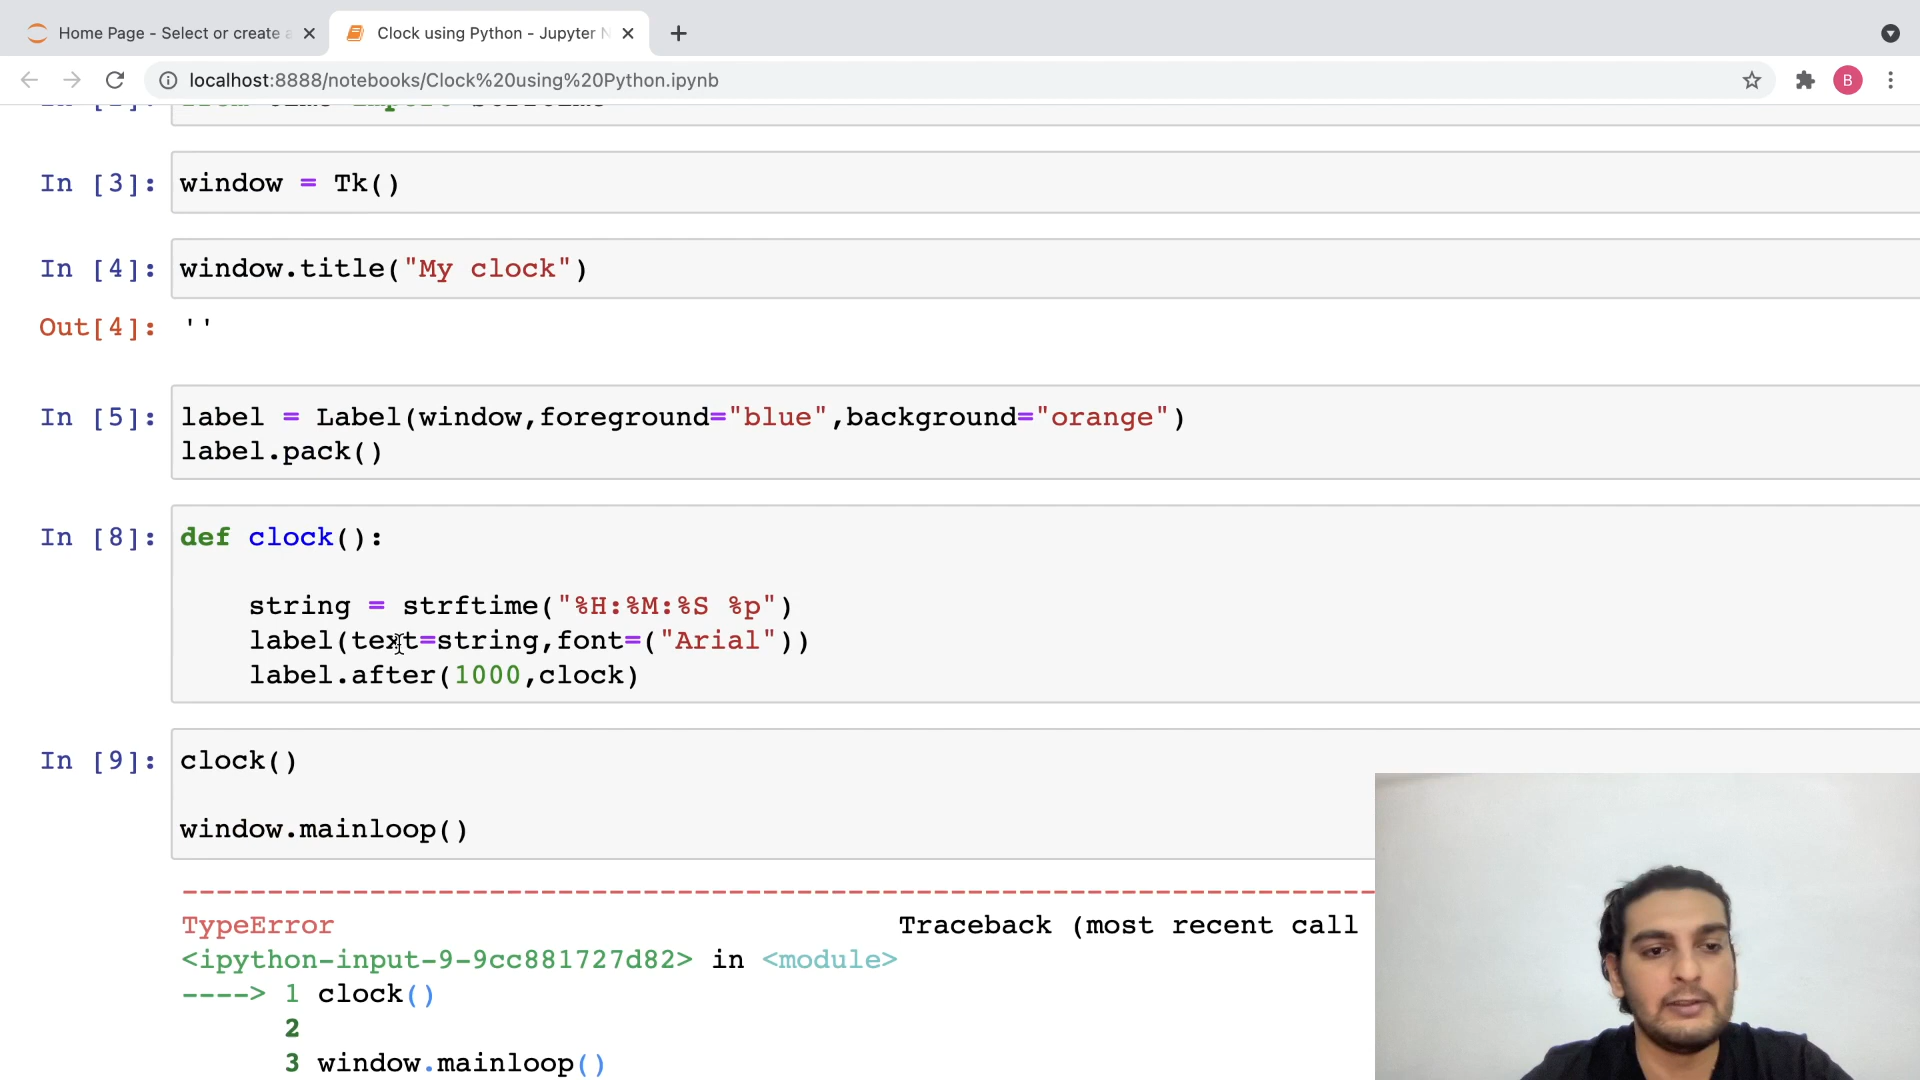 Home Page - Select or create a
Clock using Python - Jupyter N
localhost:8888/notebooks/Clock%20using%20Python.ipynb
B
In [3]: window = Tk()
In [4]: window.title("My clock")
Out[4]: ''
In [5]: label = Label(window,foreground="blue",background="orange")
label.pack()
In [8]: def clock():
string = strftime("%H:%M:%S %p")
label(text=string,font=("Arial"))
label.after(1000,clock)
In [9]: clock()
window.mainloop()
--------------------------------------------------------------------------
TypeError Traceback (most recent call
<ipython-input-9-9cc881727d82> in <module>
----> 1 clock()
2
3 window.mainloop()